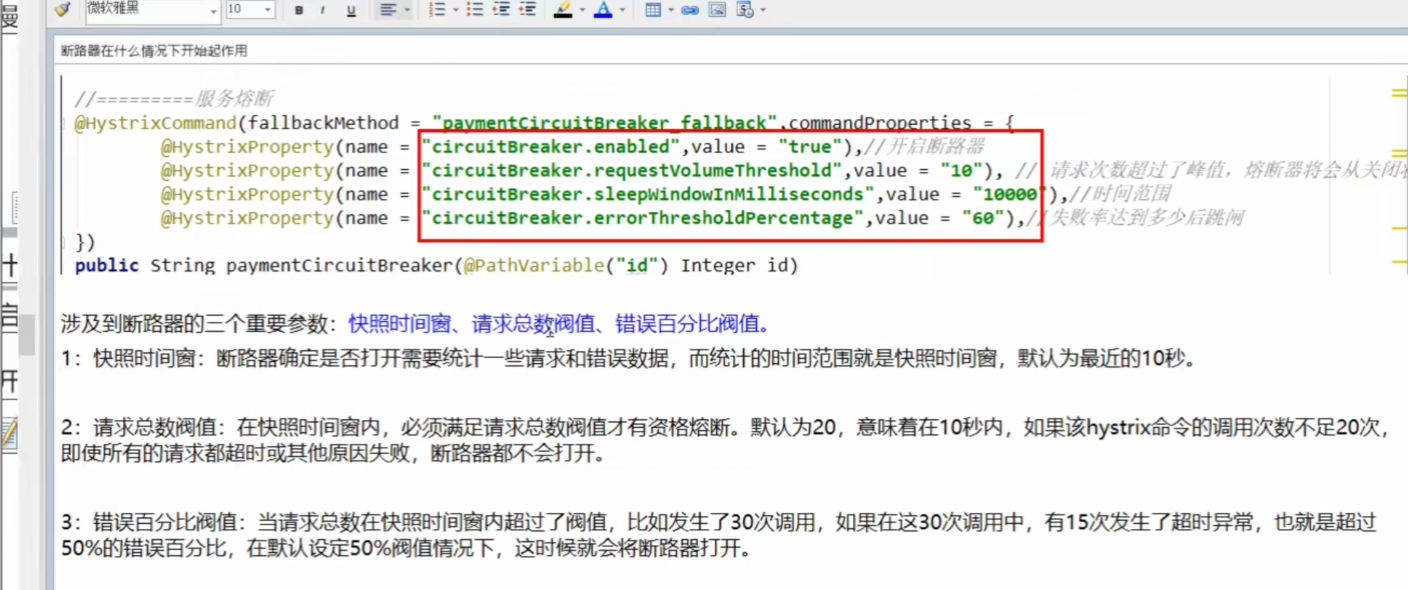 微软雅黑 10 B I U
断路器在什么情况下开始起作用
//=========服务熔断
@HystrixCommand(fallbackMethod = "paymentCircuitBreaker_fallback",commandProperties = {
@HystrixProperty(name = "circuitBreaker.enabled",value = "true"),//开启断路器
@HystrixProperty(name = "circuitBreaker.requestVolumeThreshold",value = "10"), // 请求次数超过了峰值，熔断器将会从关闭
@HystrixProperty(name = "circuitBreaker.sleepWindowInMilliseconds",value = "10000"),//时间范围
@HystrixProperty(name = "circuitBreaker.errorThresholdPercentage",value = "60"),//失败率达到多少后跳闸
})
public String paymentCircuitBreaker(@PathVariable("id") Integer id)
涉及到断路器的三个重要参数：快照时间窗、请求总数阀值、错误百分比阀值。
1：快照时间窗：断路器确定是否打开需要统计一些请求和错误数据，而统计的时间范围就是快照时间窗，默认为最近的10秒。
2：请求总数阀值：在快照时间窗内，必须满足请求总数阀值才有资格熔断。默认为20，意味着在10秒内，如果该hystrix命令的调用次数不足20次，
即使所有的请求都超时或其他原因失败，断路器都不会打开。
3：错误百分比阀值：当请求总数在快照时间窗内超过了阀值，比如发生了30次调用，如果在这30次调用中，有15次发生了超时异常，也就是超过
50%的错误百分比，在默认设定50%阀值情况下，这时候就会将断路器打开。